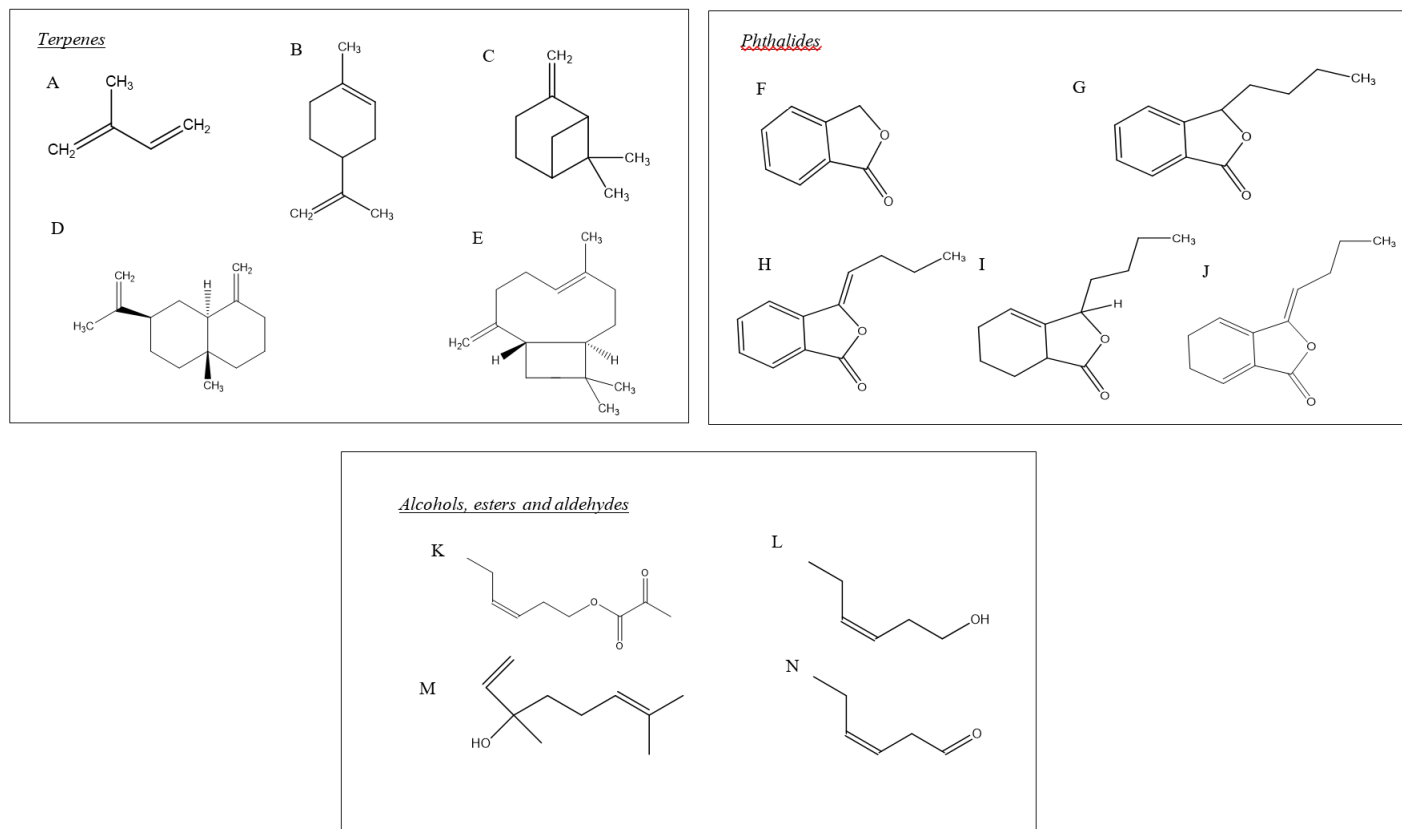 Terpenes
A
CH3
CH2
CH2
B
CH3
CH2
CH3
C
CH2
CH3
CH3
D
CH2
H3C
H
CH2
CH3
E
CH3
H2C
H
H
CH3
CH3
Phthalides
F
O
O
G
CH3
O
O
H
CH3
O
O
I
CH3
H
O
O
J
CH3
O
O
Alcohols, esters and aldehydes
K
O
O
O
L
OH
M
HO
N
O